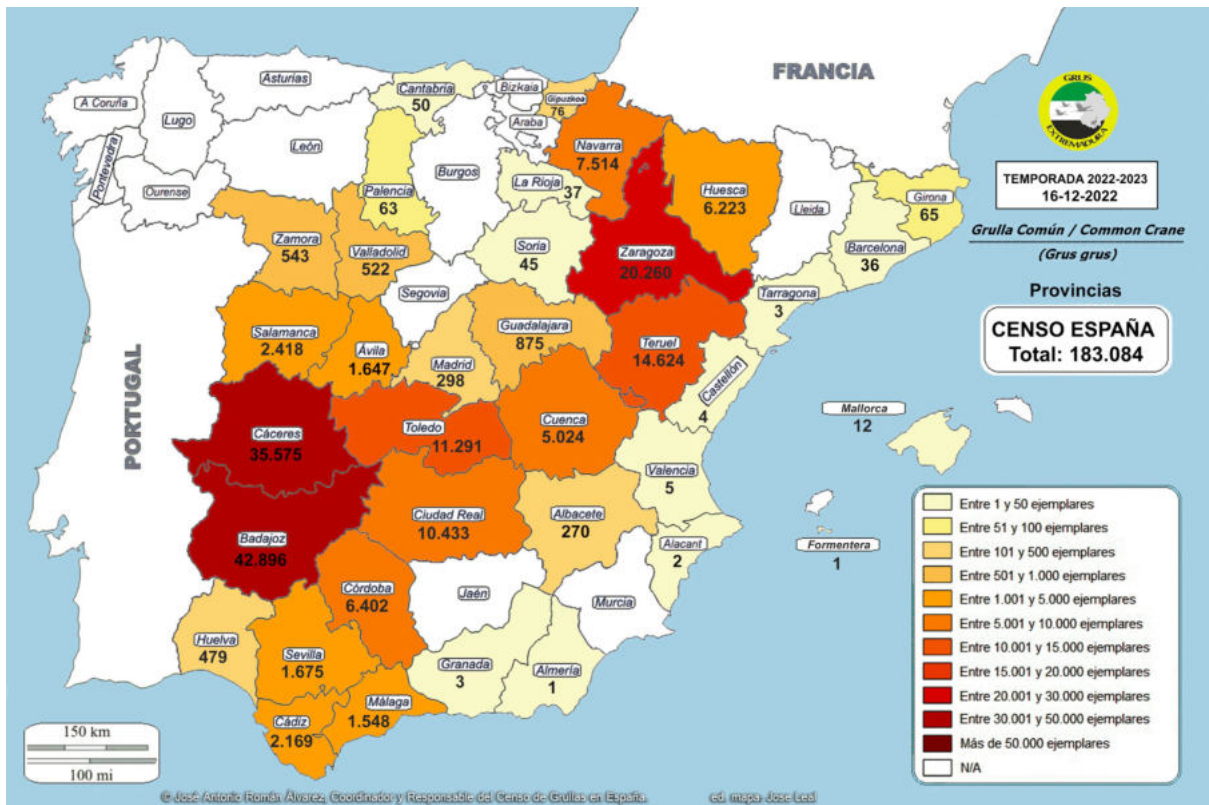 FRANCIA
PORTUGAL
A Coruña
Lugo
Asturias
Cantabria
50
Bizkaia
Gipuzkoa
76
Araba
Navarra
7.514
Pontevedra
Ourense
León
Palencia
63
Burgos
La Rioja
37
Huesca
6.223
Lleida
Girona
65
Barcelona
36
Zamora
543
Valladolid
522
Soria
45
Zaragoza
20.260
Tarragona
3
Segovia
Salamanca
2.418
Ávila
1.647
Madrid
298
Guadalajara
875
Teruel
14.624
Castellón
4
Cáceres
35.575
Toledo
11.291
Cuenca
5.024
Valencia
5
Mallorca
12
Badajoz
42.896
Ciudad Real
10.433
Albacete
270
Alacant
2
Formentera
1
Córdoba
6.402
Jaén
Murcia
Huelva
479
Sevilla
1.675
Granada
3
Almería
1
Málaga
1.548
Cádiz
2.169
GRUS
EXTREMADURA
TEMPORADA 2022-2023
16-12-2022
Grulla Común / Common Crane
(Grus grus)
Provincias
CENSO ESPAÑA
Total: 183.084
Entre 1 y 50 ejemplares
Entre 51 y 100 ejemplares
Entre 101 y 500 ejemplares
Entre 501 y 1.000 ejemplares
Entre 1.001 y 5.000 ejemplares
Entre 5.001 y 10.000 ejemplares
Entre 10.001 y 15.000 ejemplares
Entre 15.001 y 20.000 ejemplares
Entre 20.001 y 30.000 ejemplares
Entre 30.001 y 50.000 ejemplares
Más de 50.000 ejemplares
N/A
150 km
100 mi
© José Antonio Román Álvarez, Coordinador y Responsable del Censo de Grullas en España.
ed. mapa: Jose Leal